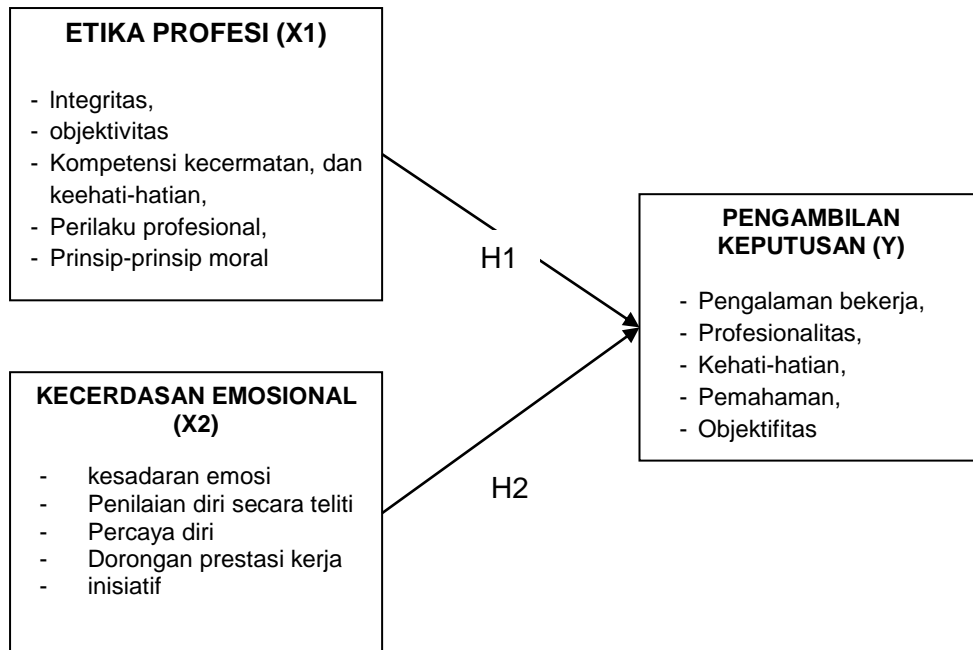 ETIKA PROFESI (X1)
- Integritas,
- objektivitas
- Kompetensi kecermatan, dan
keehati-hatian,
- Perilaku profesional,
- Prinsip-prinsip moral
H1
PENGAMBILAN
KEPUTUSAN (Y)
- Pengalaman bekerja,
- Profesionalitas,
- Kehati-hatian,
- Pemahaman,
- Objektifitas
KECERDASAN EMOSIONAL
(X2)
- kesadaran emosi
- Penilaian diri secara teliti
- Percaya diri
- Dorongan prestasi kerja
- inisiatif
H2